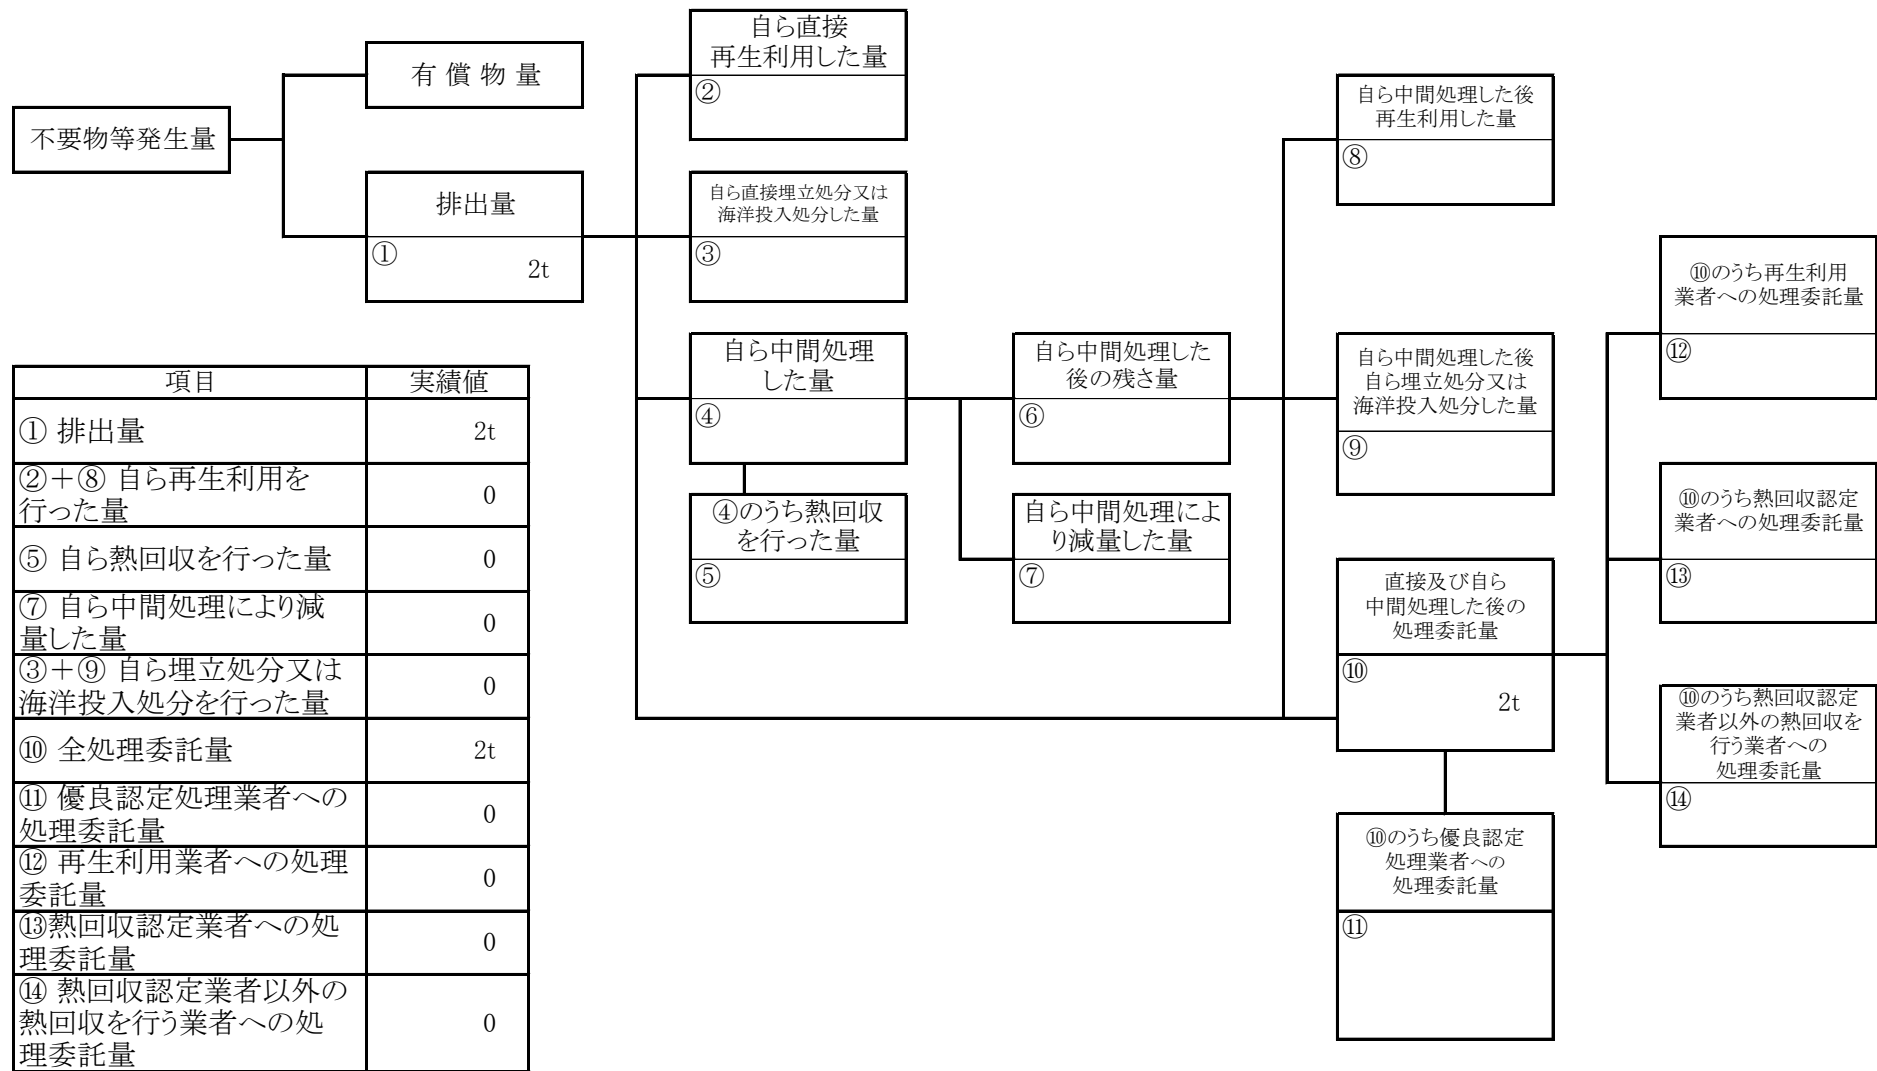 不要物等発生量
有 償 物 量
排出量
①
2t
自ら直接
再生利用した量
②
自ら直接埋立処分又は
海洋投入処分した量
③
自ら中間処理
した量
④
④のうち熱回収
を行った量
⑤
自ら中間処理した
後の残さ量
⑥
自ら中間処理によ
り減量した量
⑦
自ら中間処理した後
再生利用した量
⑧
自ら中間処理した後
自ら埋立処分又は
海洋投入処分した量
⑨
直接及び自ら
中間処理した後の
処理委託量
⑩
2t
⑩のうち優良認定
処理業者への
処理委託量
⑪
⑩のうち再生利用
業者への処理委託量
⑫
⑩のうち熱回収認定
業者への処理委託量
⑬
⑩のうち熱回収認定
業者以外の熱回収を
行う業者への
処理委託量
⑭
項目 実績値
① 排出量 2t
②＋⑧ 自ら再生利用を
行った量 0
⑤ 自ら熱回収を行った量 0
⑦ 自ら中間処理により減
量した量 0
③＋⑨ 自ら埋立処分又は
海洋投入処分を行った量 0
⑩ 全処理委託量 2t
⑪ 優良認定処理業者への
処理委託量 0
⑫ 再生利用業者への処理
委託量 0
⑬熱回収認定業者への処
理委託量 0
⑭ 熱回収認定業者以外の
熱回収を行う業者への処 0
理委託量